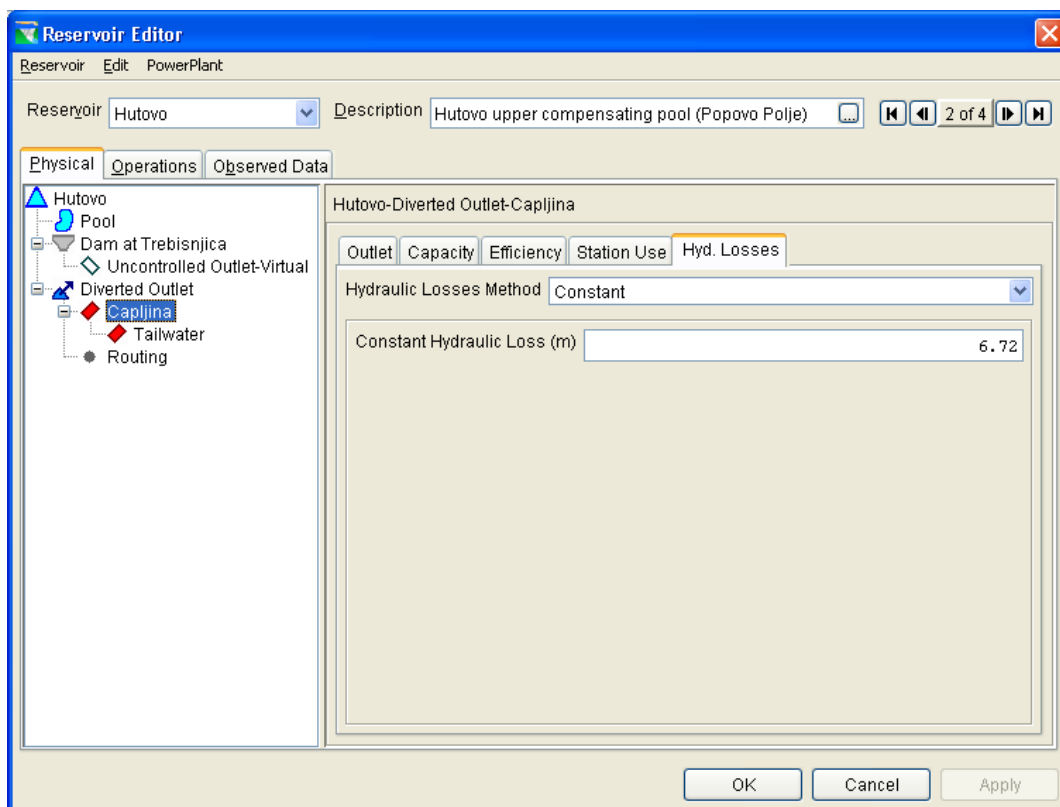 Reservoir Editor
Reservoir Edit PowerPlant
Reservoir Hutovo Description Hutovo upper compensating pool (Popovo Polje) ... 2 of 4
Physical Operations Observed Data
Hutovo
Pool
Dam at Trebisnjica
Uncontrolled Outlet-Virtual
Diverted Outlet
Capljina
Tailwater
Routing
Hutovo-Diverted Outlet-Capljina
Outlet Capacity Efficiency Station Use Hyd. Losses
Hydraulic Losses Method Constant
Constant Hydraulic Loss (m) 6.72
OK Cancel Apply